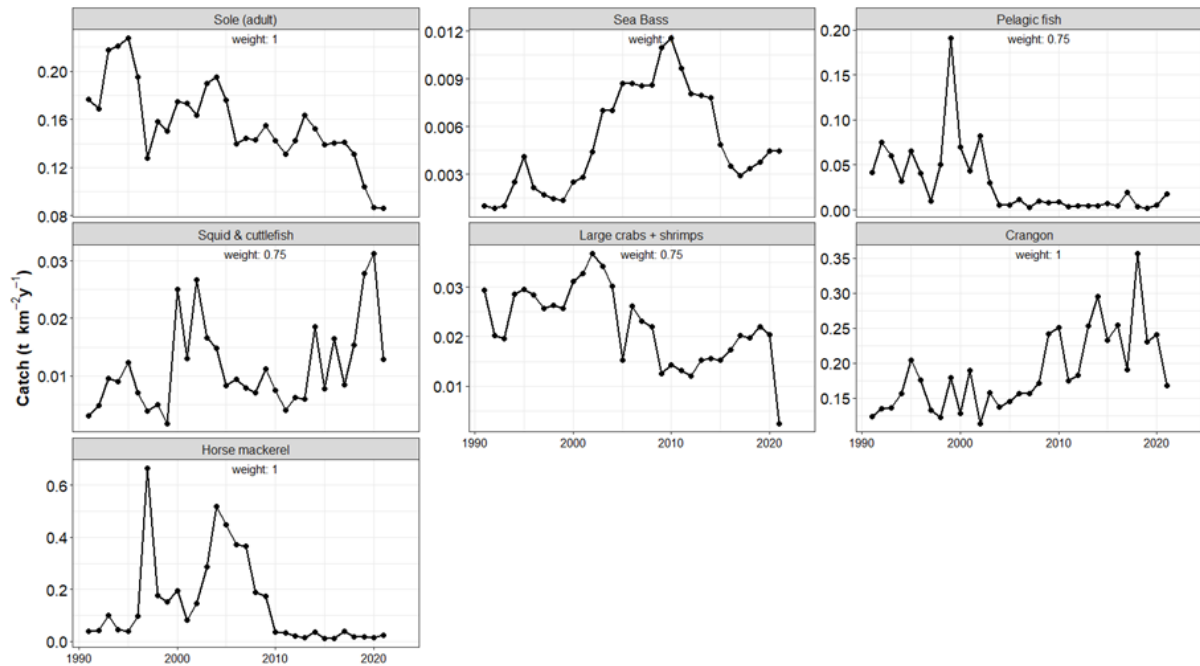 Sole (adult)
weight: 1
0.20
0.16
0.12
0.08
Sea Bass
weight:
0.012
0.009
0.006
0.003
Pelagic fish
weight: 0.75
0.20
0.15
0.10
0.05
0.00
Catch (t km⁻²y⁻¹)
Squid & cuttlefish
weight: 0.75
0.03
0.02
0.01
Large crabs + shrimps
weight: 0.75
0.03
0.02
0.01
1990 2000 2010 2020
Crangon
weight: 1
0.35
0.30
0.25
0.20
0.15
1990 2000 2010 2020
Horse mackerel
weight: 1
0.6
0.4
0.2
0.0
1990 2000 2010 2020